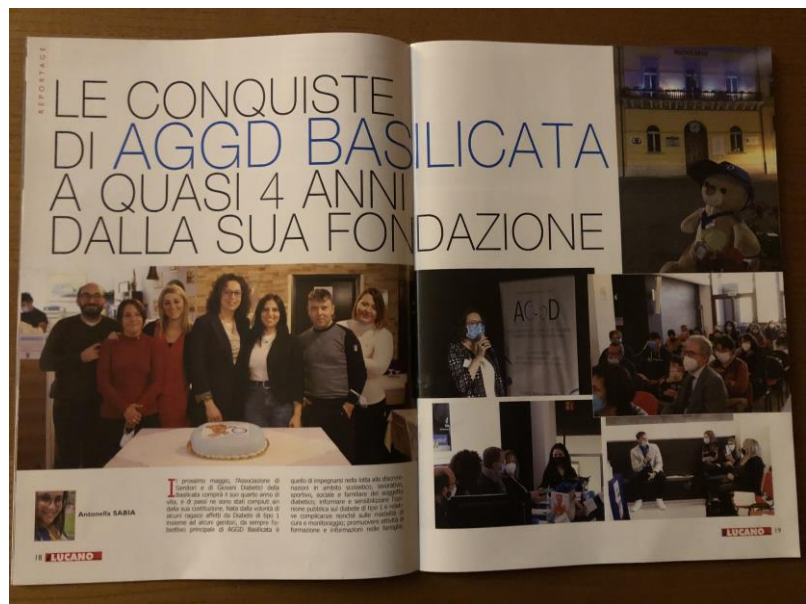 REPORTAGE
LE CONQUISTE
DI AGGD BASILICATA
A QUASI 4 ANNI
DALLA SUA FONDAZIONE
Antonella SABIA
Il prossimo maggio, l'Associazione di
Genitori e di Giovani Diabetici della
Basilicata compirà il suo quarto anno di
vita, e di passi ne sono stati compiuti sin
dalla sua costituzione. Nata dalla volontà di
alcuni ragazzi affetti da Diabete di tipo 1
insieme ad alcuni genitori, da sempre l'o-
biettivo principale di AGGD Basilicata è
quello di impegnarsi nella lotta alle discrimi-
nazioni in ambito scolastico, lavorativo,
sportivo, sociale e familiare del soggetto
diabetico; informare e sensibilizzare l'opi-
nione pubblica sul diabete di tipo 1 e relati-
ve complicanze nonché sulle modalità di
cura e monitoraggio; promuovere attività di
formazione e informazioni nelle famiglie,
18 LUCANO
LUCANO 19